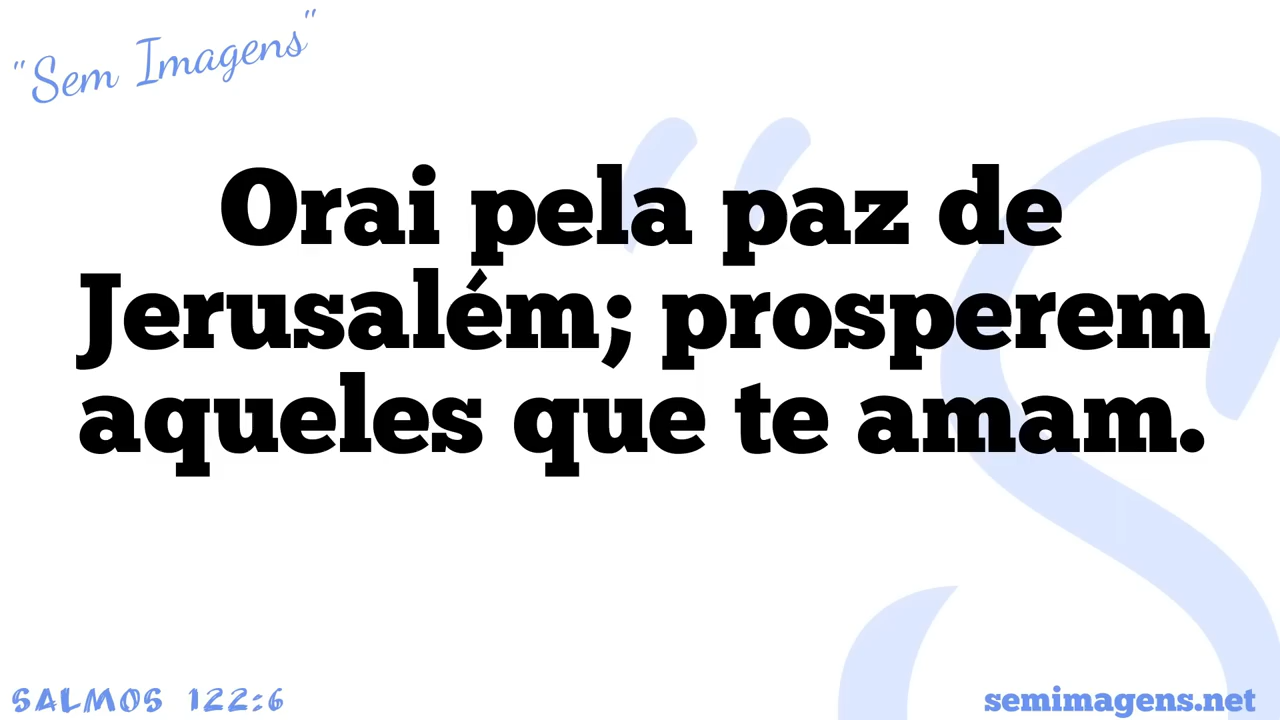 "Sem Imagens"
Orai pela paz de
Jerusalém; prosperem
aqueles que te amam.
SALMOS 122:6
semimagens.net